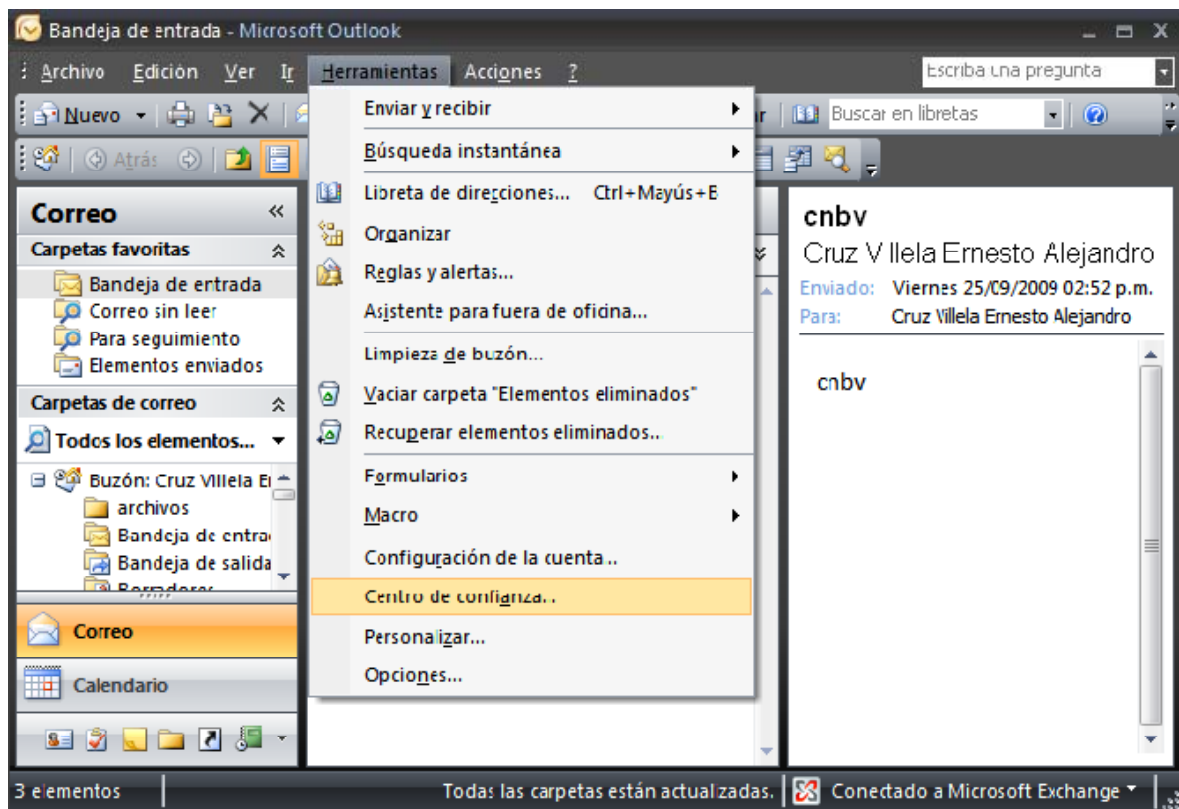 Bandeja de entrada - Microsoft Outlook
Archivo Edición Ver Ir Herramientas Acciones ? Escriba una pregunta
Nuevo Buscar en libretas
Atrás
Correo
Carpetas favoritas
Bandeja de entrada
Correo sin leer
Para seguimiento
Elementos enviados
Carpetas de correo
Todos los elementos...
Buzón: Cruz Villela E
archivos
Bandeja de entra
Bandeja de salida
Borradores
Correo
Calendario
Enviar y recibir
Búsqueda instantánea
Libreta de direcciones... Ctrl+Mayús+B
Organizar
Reglas y alertas...
Asistente para fuera de oficina...
Limpieza de buzón...
Vaciar carpeta "Elementos eliminados"
Recuperar elementos eliminados...
Formularios
Macro
Configuración de la cuenta...
Centro de confianza...
Personalizar...
Opciones...
cnbv
Cruz Villela Ernesto Alejandro
Enviado: Viernes 25/09/2009 02:52 p.m.
Para: Cruz Villela Ernesto Alejandro
cnbv
3 elementos Todas las carpetas están actualizadas. Conectado a Microsoft Exchange